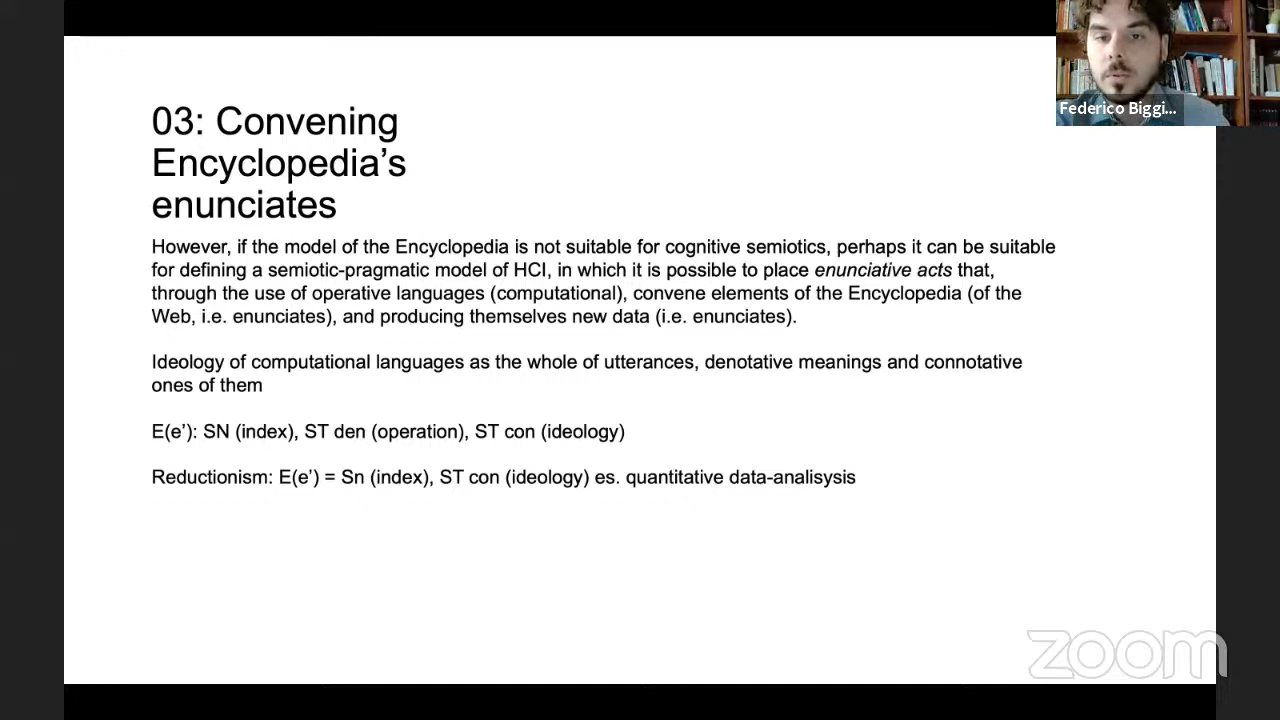 03: Convening
Encyclopedia's
enunciates
However, if the model of the Encyclopedia is not suitable for cognitive semiotics, perhaps it can be suitable
for defining a semiotic-pragmatic model of HCI, in which it is possible to place enunciative acts that,
through the use of operative languages (computational), convene elements of the Encyclopedia (of the
Web, i.e. enunciates), and producing themselves new data (i.e. enunciates).
Ideology of computational languages as the whole of utterances, denotative meanings and connotative
ones of them
E(e'): SN (index), ST den (operation), ST con (ideology)
Reductionism: E(e') = Sn (index), ST con (ideology) es. quantitative data-analisysis
Federico Biggi...
zoom